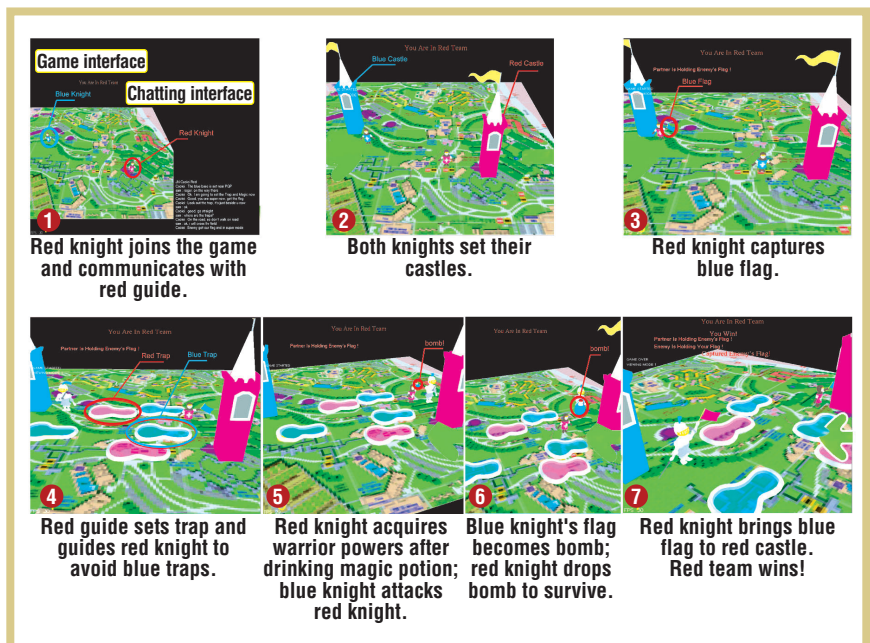 Game interface
You Are In Red Team
Chatting interface
Blue Knight
Red Knight
1
Red knight joins the game
and communicates with
red guide.
You Are In Red Team
Blue Castle
Red Castle
2
Both knights set their
castles.
You Are In Red Team
Partner Is Holding Enemy's Flag !
Blue Flag
3
Red knight captures
blue flag.
You Are In Red Team
Partner Is Holding Enemy's Flag !
Red Trap
Blue Trap
4
Red guide sets trap and
guides red knight to
avoid blue traps.
You Are In Red Team
Partner Is Holding Enemy's Flag !
bomb!
5
Red knight acquires
warrior powers after
drinking magic potion;
blue knight attacks
red knight.
You Are In Red Team
bomb!
6
Blue knight's flag
becomes bomb;
red knight drops
bomb to survive.
You Are In Red Team
You Win!
Partner Is Holding Enemy's Flag !
Enemy Is Holding Your Flag !
Captured Enemy's Flag!
GAME OVER
VIEWING MODE !
7
Red knight brings blue
flag to red castle.
Red team wins!